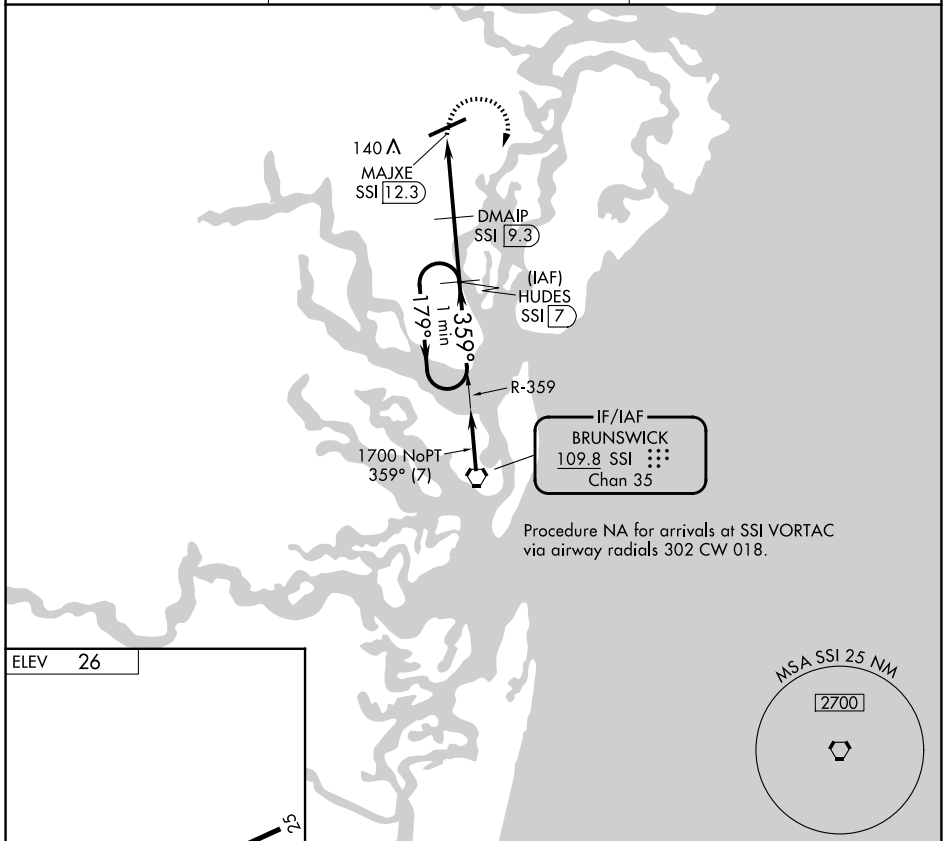 140
MAJXE
SSI 12.3
DMAIP
SSI 9.3
(IAF)
HUDES
SSI 7
179°
1 min
359°
R-359
1700 NoPT
359° (7)
IF/IAF
BRUNSWICK
109.8 SSI
Chan 35
Procedure NA for arrivals at SSI VORTAC
via airway radials 302 CW 018.
ELEV 26
25
MSA SSI 25 NM
2700